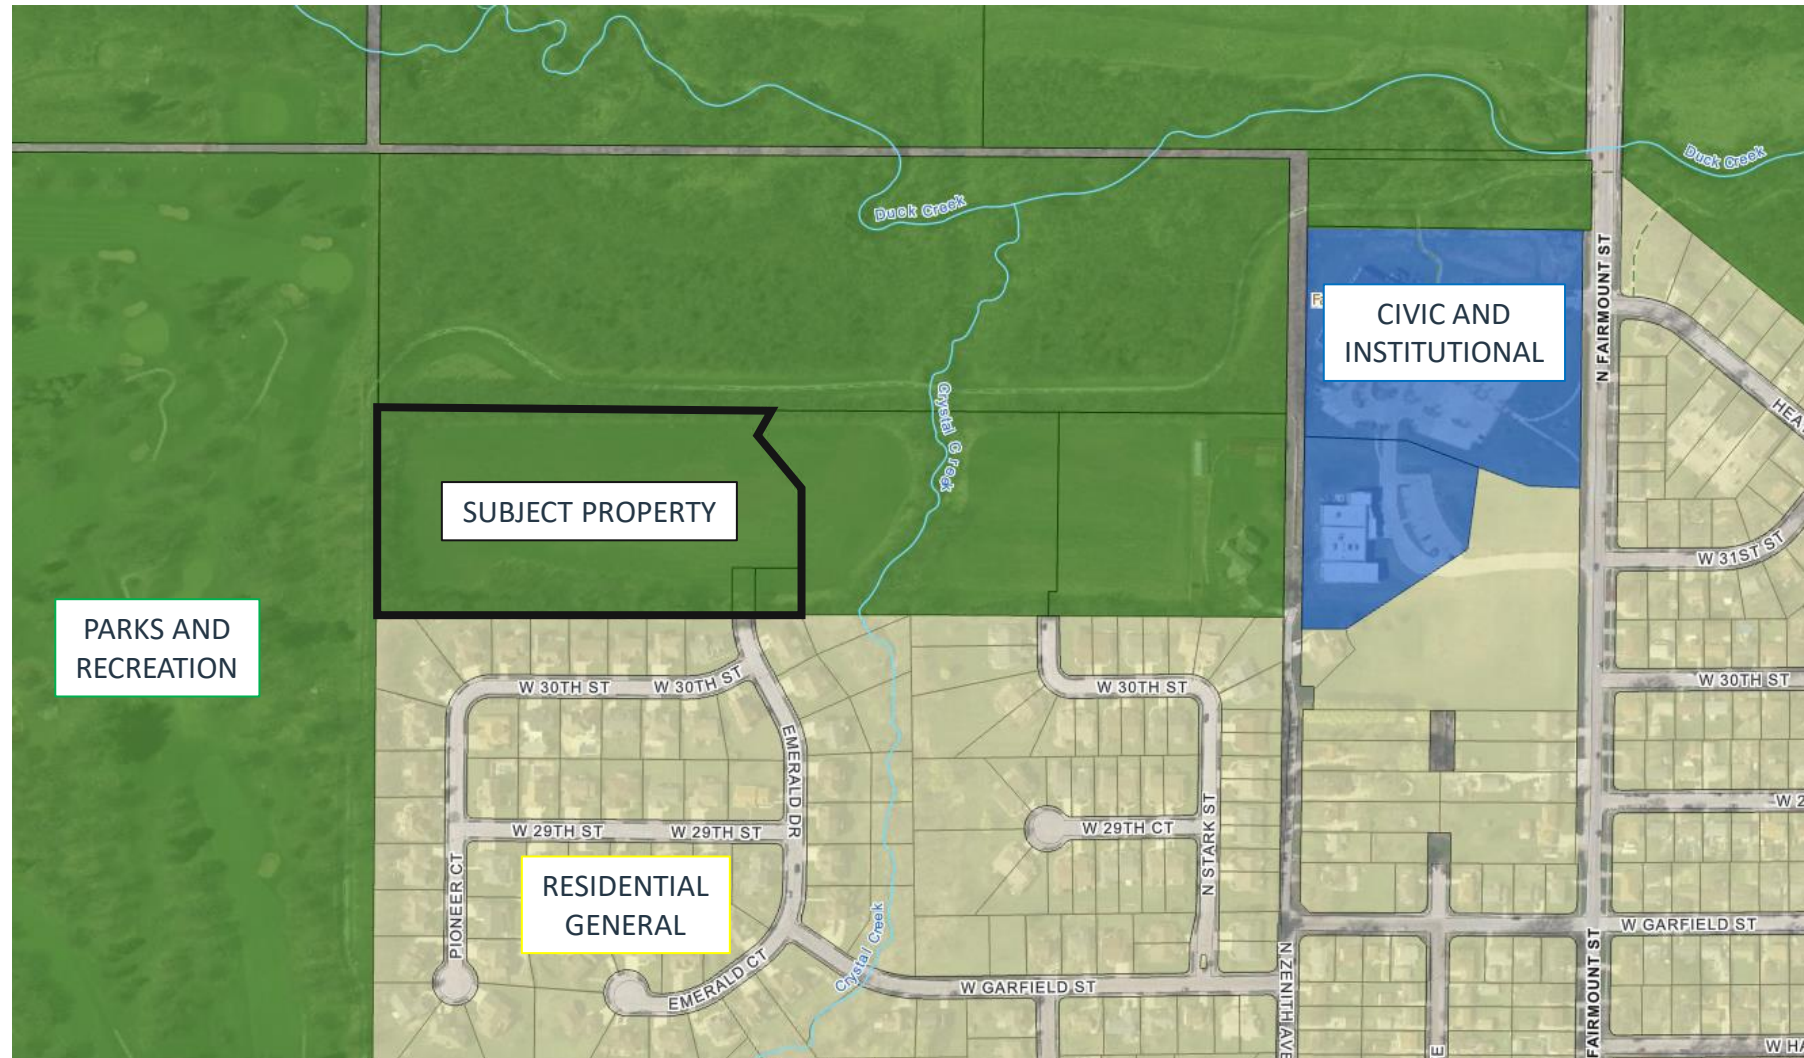 Duck Creek
Duck Creek
N FAIRMOUNT ST
CIVIC AND
INSTITUTIONAL
Crystal Creek
SUBJECT PROPERTY
W 31ST ST
PARKS AND
RECREATION
W 30TH ST
W 30TH ST
W 30TH ST
W 30TH ST
EMERALD DR
W 29TH ST
W 29TH ST
W 29TH CT
N STARK ST
PIONEER CT
RESIDENTIAL
GENERAL
Crystal Creek
EMERALD CT
W GARFIELD ST
W GARFIELD ST
N ZENITH AVE
FAIRMOUNT ST